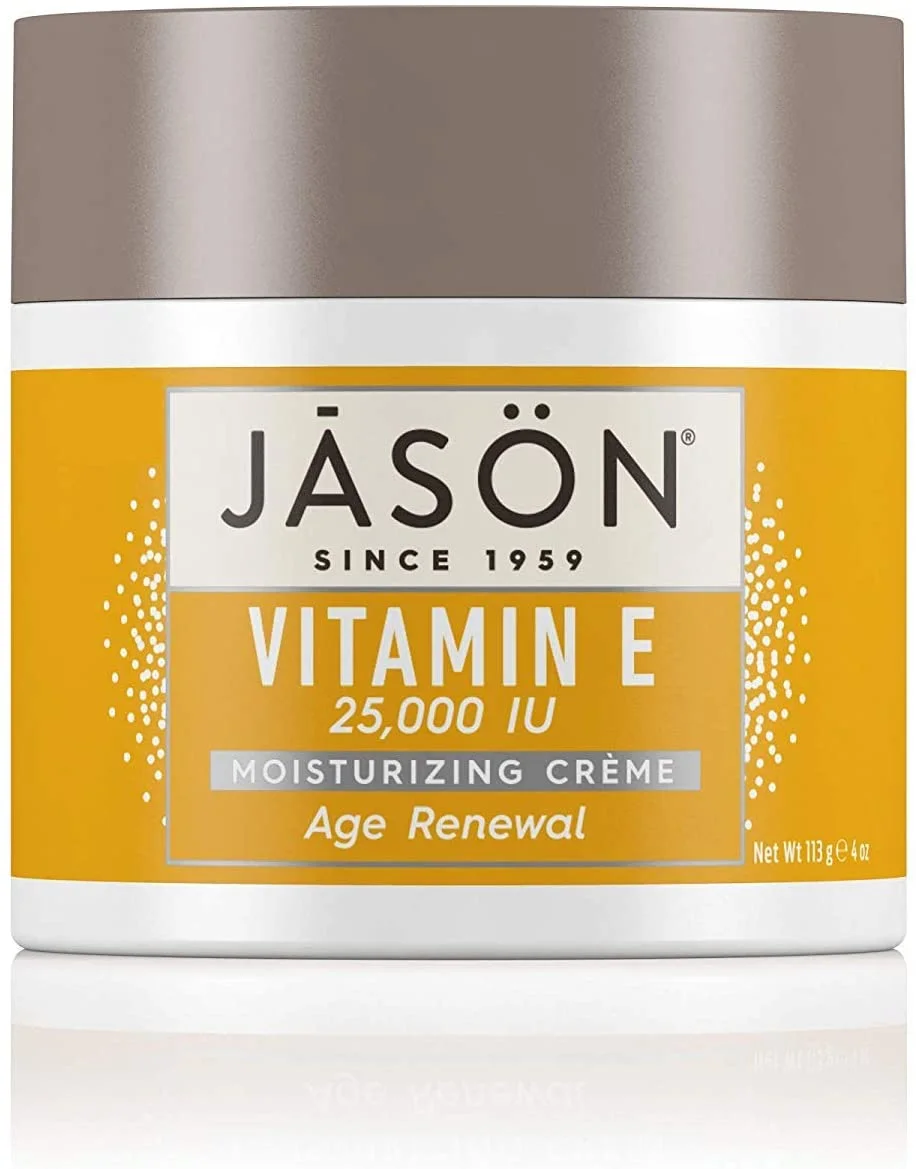 JĀSÖN®
SINCE 1959
VITAMIN E
25,000 IU
MOISTURIZING CRÈME
Age Renewal
Net Wt 113 g ℮ 4 oz